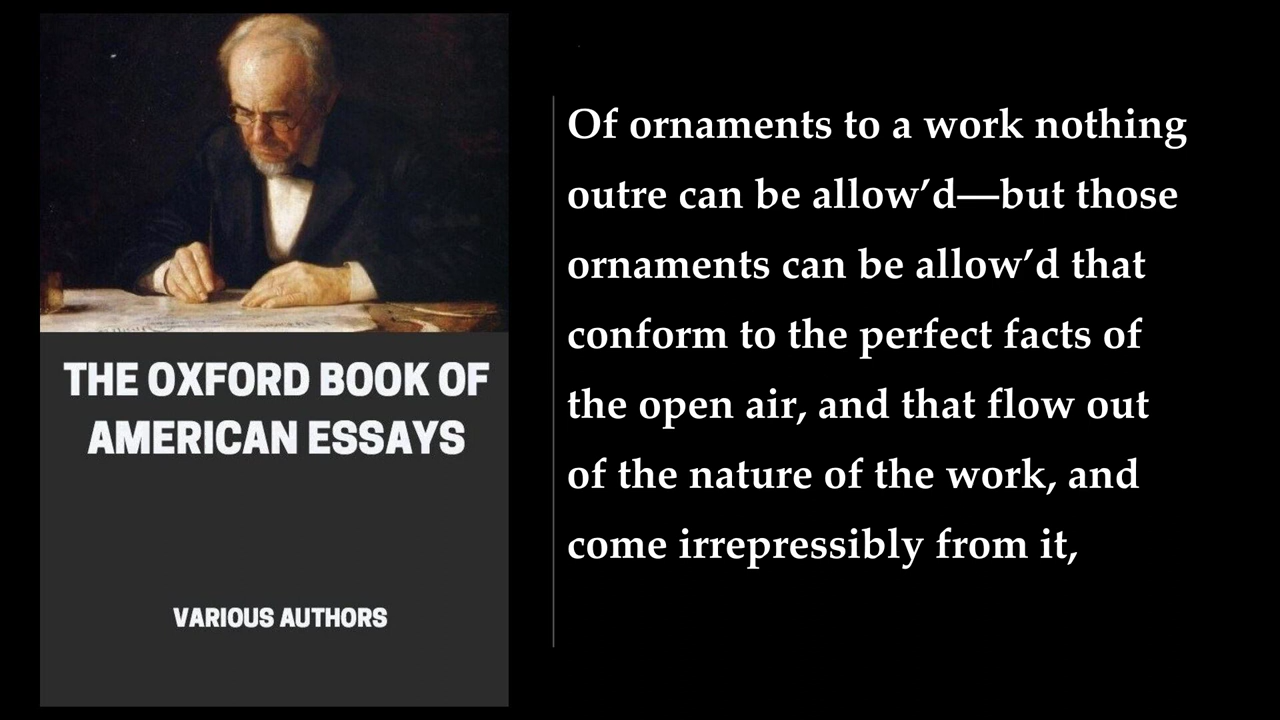 THE OXFORD BOOK OF
AMERICAN ESSAYS
VARIOUS AUTHORS
Of ornaments to a work nothing
outre can be allow’d—but those
ornaments can be allow’d that
conform to the perfect facts of
the open air, and that flow out
of the nature of the work, and
come irrepressibly from it,